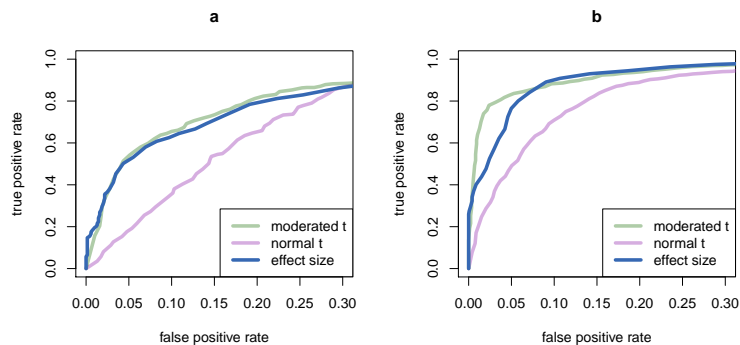 a
true positive rate
0.0 0.2 0.4 0.6 0.8 1.0
moderated t
normal t
effect size
0.00 0.05 0.10 0.15 0.20 0.25 0.30
false positive rate
b
true positive rate
0.0 0.2 0.4 0.6 0.8 1.0
moderated t
normal t
effect size
0.00 0.05 0.10 0.15 0.20 0.25 0.30
false positive rate